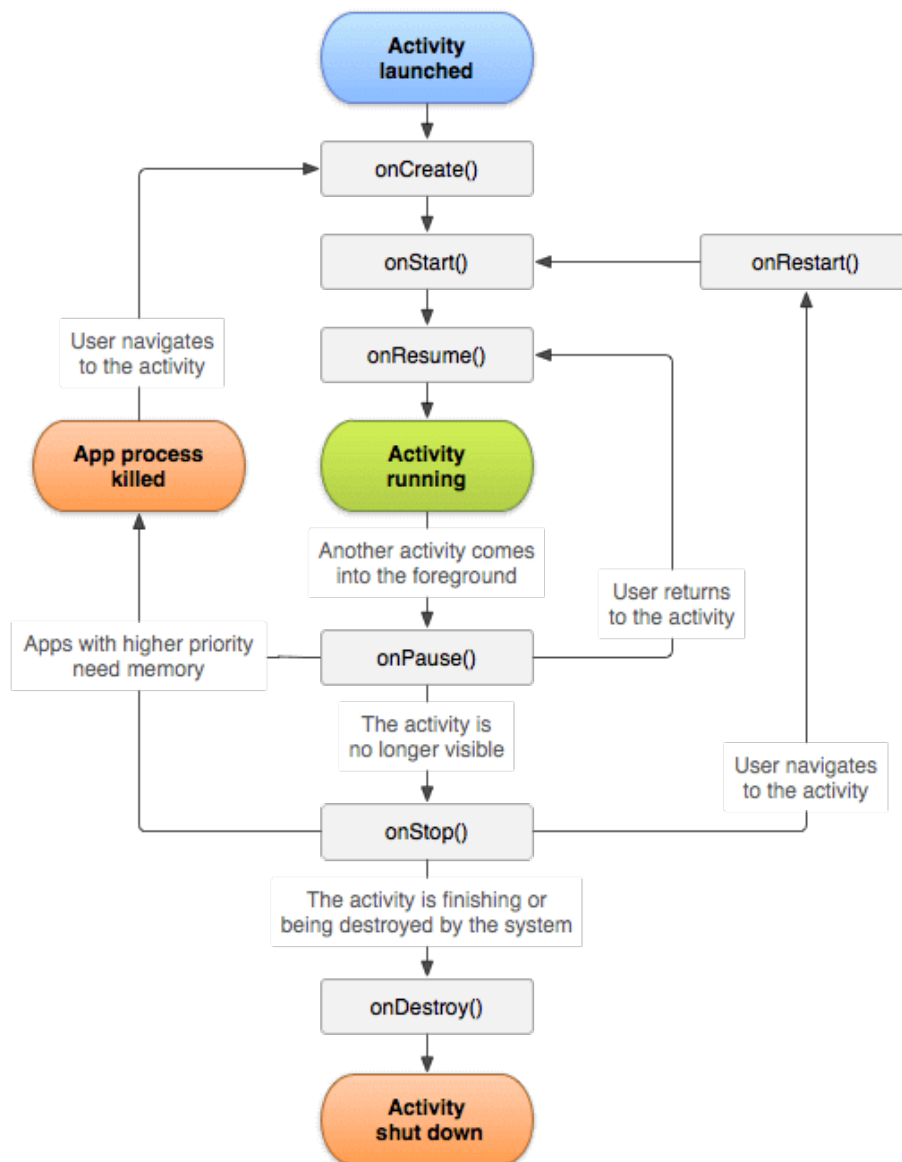 Activity
launched
onCreate()
onStart()
onRestart()
User navigates
to the activity
onResume()
App process
killed
Activity
running
Another activity comes
into the foreground
User returns
to the activity
Apps with higher priority
need memory
onPause()
The activity is
no longer visible
User navigates
to the activity
onStop()
The activity is finishing or
being destroyed by the system
onDestroy()
Activity
shut down